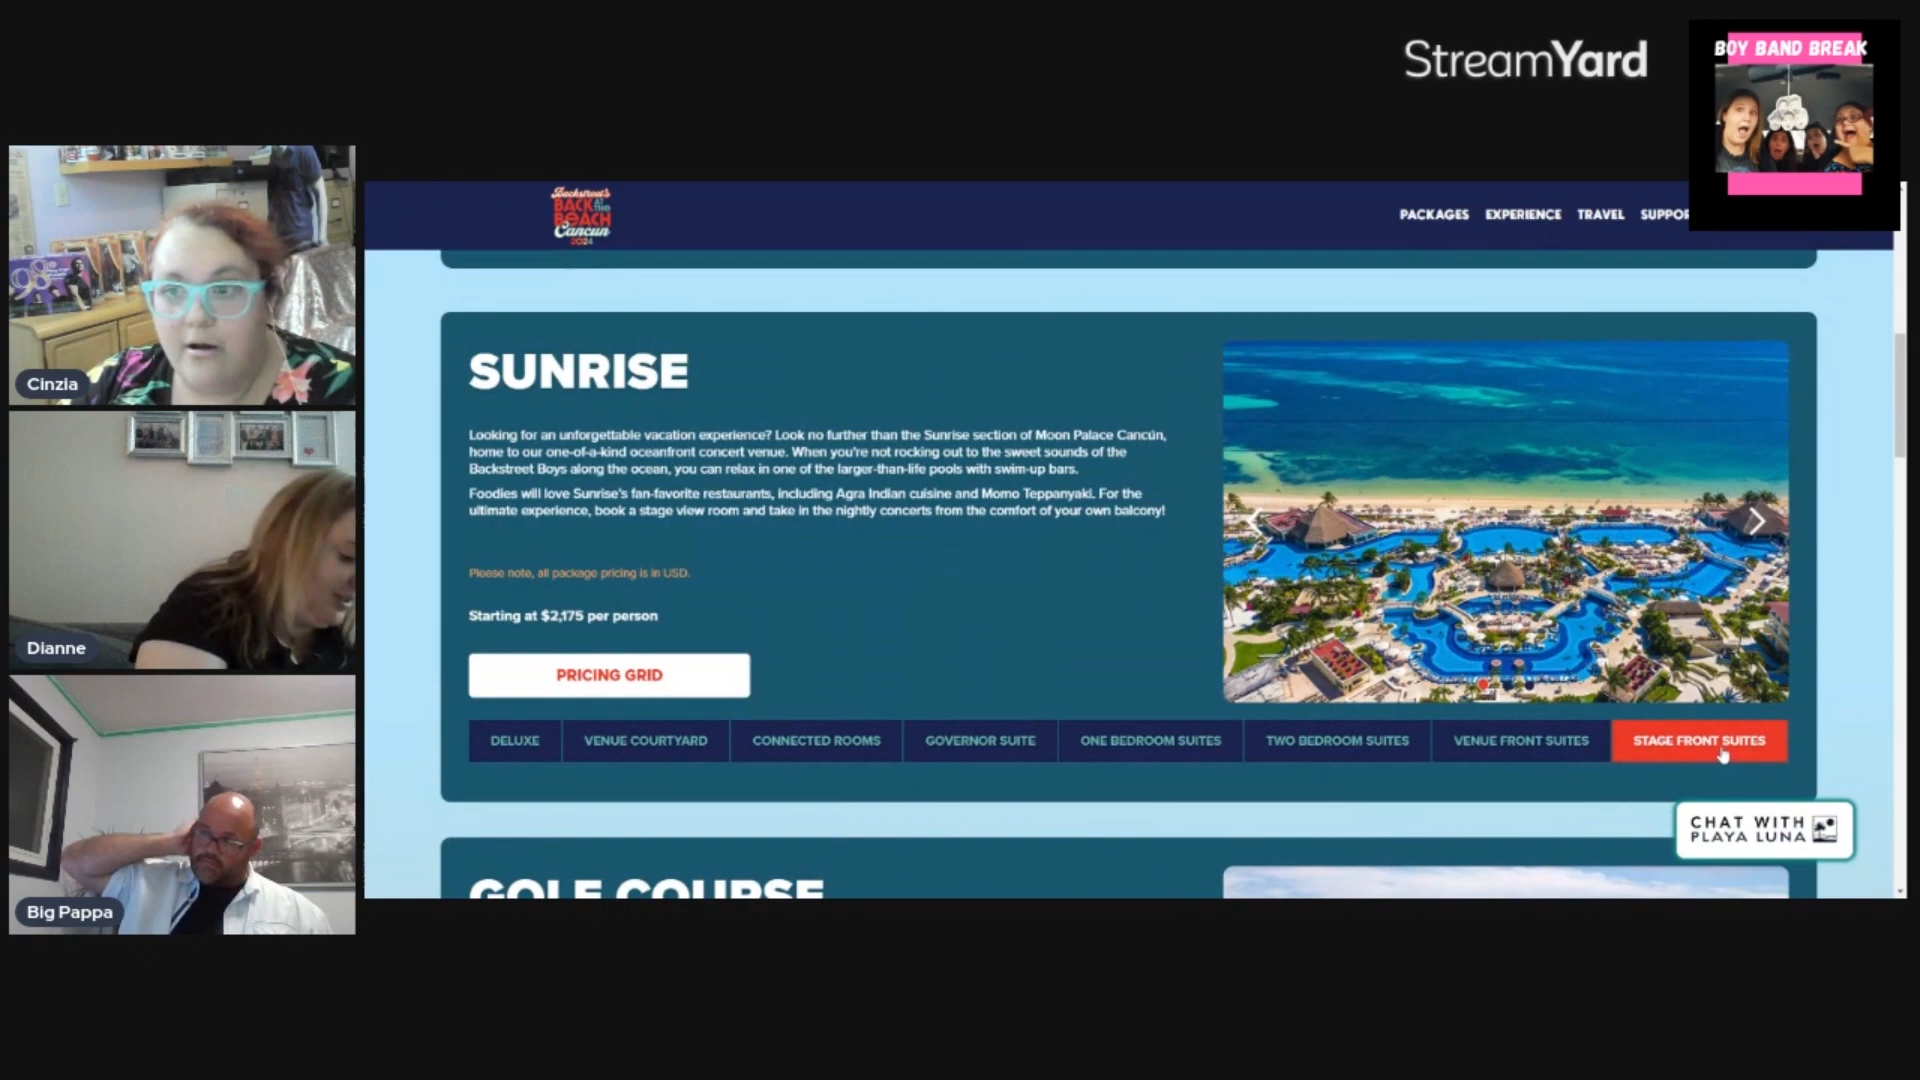 StreamYard
BOY BAND BREAK
Backstreet's
BACK AT THE
BEACH
Cancun
2024
PACKAGES EXPERIENCE TRAVEL SUPPOR
98
Cinzia
SUNRISE
Looking for an unforgettable vacation experience? Look no further than the Sunrise section of Moon Palace Cancún,
home to our one-of-a-kind oceanfront concert venue. When you're not rocking out to the sweet sounds of the
Backstreet Boys along the ocean, you can relax in one of the larger-than-life pools with swim-up bars.
Foodies will love Sunrise's fan-favorite restaurants, including Agra Indian cuisine and Momo Teppanyaki. For the
ultimate experience, book a stage view room and take in the nightly concerts from the comfort of your own balcony!
Please note, all package pricing is in USD.
Starting at $2,175 per person
Dianne
PRICING GRID
DELUXE VENUE COURTYARD CONNECTED ROOMS GOVERNOR SUITE ONE BEDROOM SUITES TWO BEDROOM SUITES VENUE FRONT SUITES STAGE FRONT SUITES
CHAT WITH
PLAYA LUNA
GOLF COURSE
Big Pappa